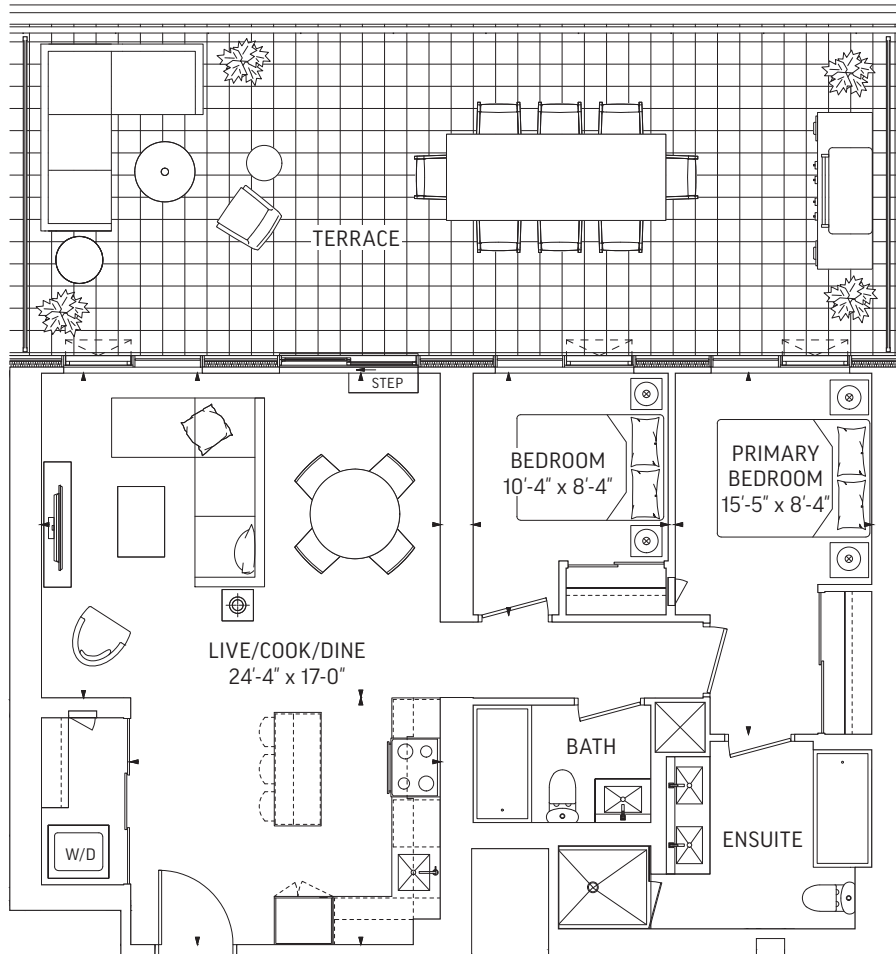 TERRACE
STEP
BEDROOM
10'-4" x 8'-4"
PRIMARY
BEDROOM
15'-5" x 8'-4"
LIVE/COOK/DINE
24'-4" x 17-0"
BATH
ENSUITE
W/D